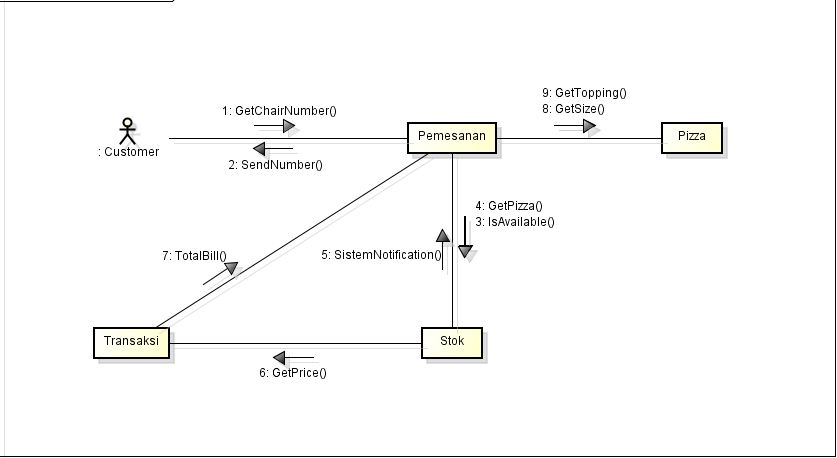 9: GetTopping()
8: GetSize()
1: GetChairNumber()
Pemesanan
Pizza
: Customer
2: SendNumber()
4: GetPizza()
3: IsAvailable()
7: TotalBill()
5: SistemNotification()
Transaksi
Stok
6: GetPrice()